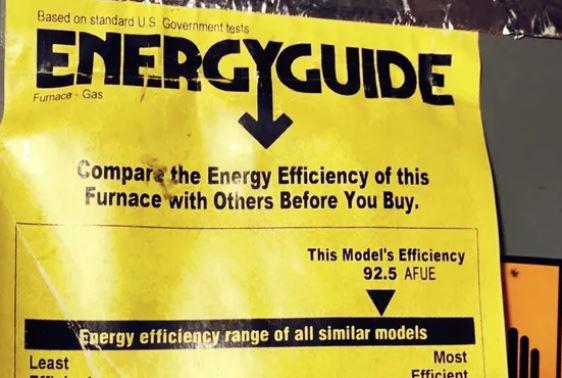 Based on standard U.S. Government tests
ENERGYGUIDE
Furnace - Gas
Compare the Energy Efficiency of this
Furnace with Others Before You Buy.
This Model's Efficiency
92.5 AFUE
Energy efficiency range of all similar models
Least Most
Efficient